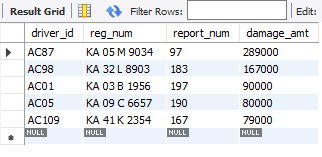 Result Grid Filter Rows: Edit:
driver_id reg_num report_num damage_amt
AC87 KA 05 M 9034 97 289000
AC98 KA 32 L 8903 183 167000
AC01 KA 03 B 1956 197 90000
AC05 KA 09 C 6657 190 80000
AC109 KA 41 K 2354 167 79000
NULL NULL NULL NULL